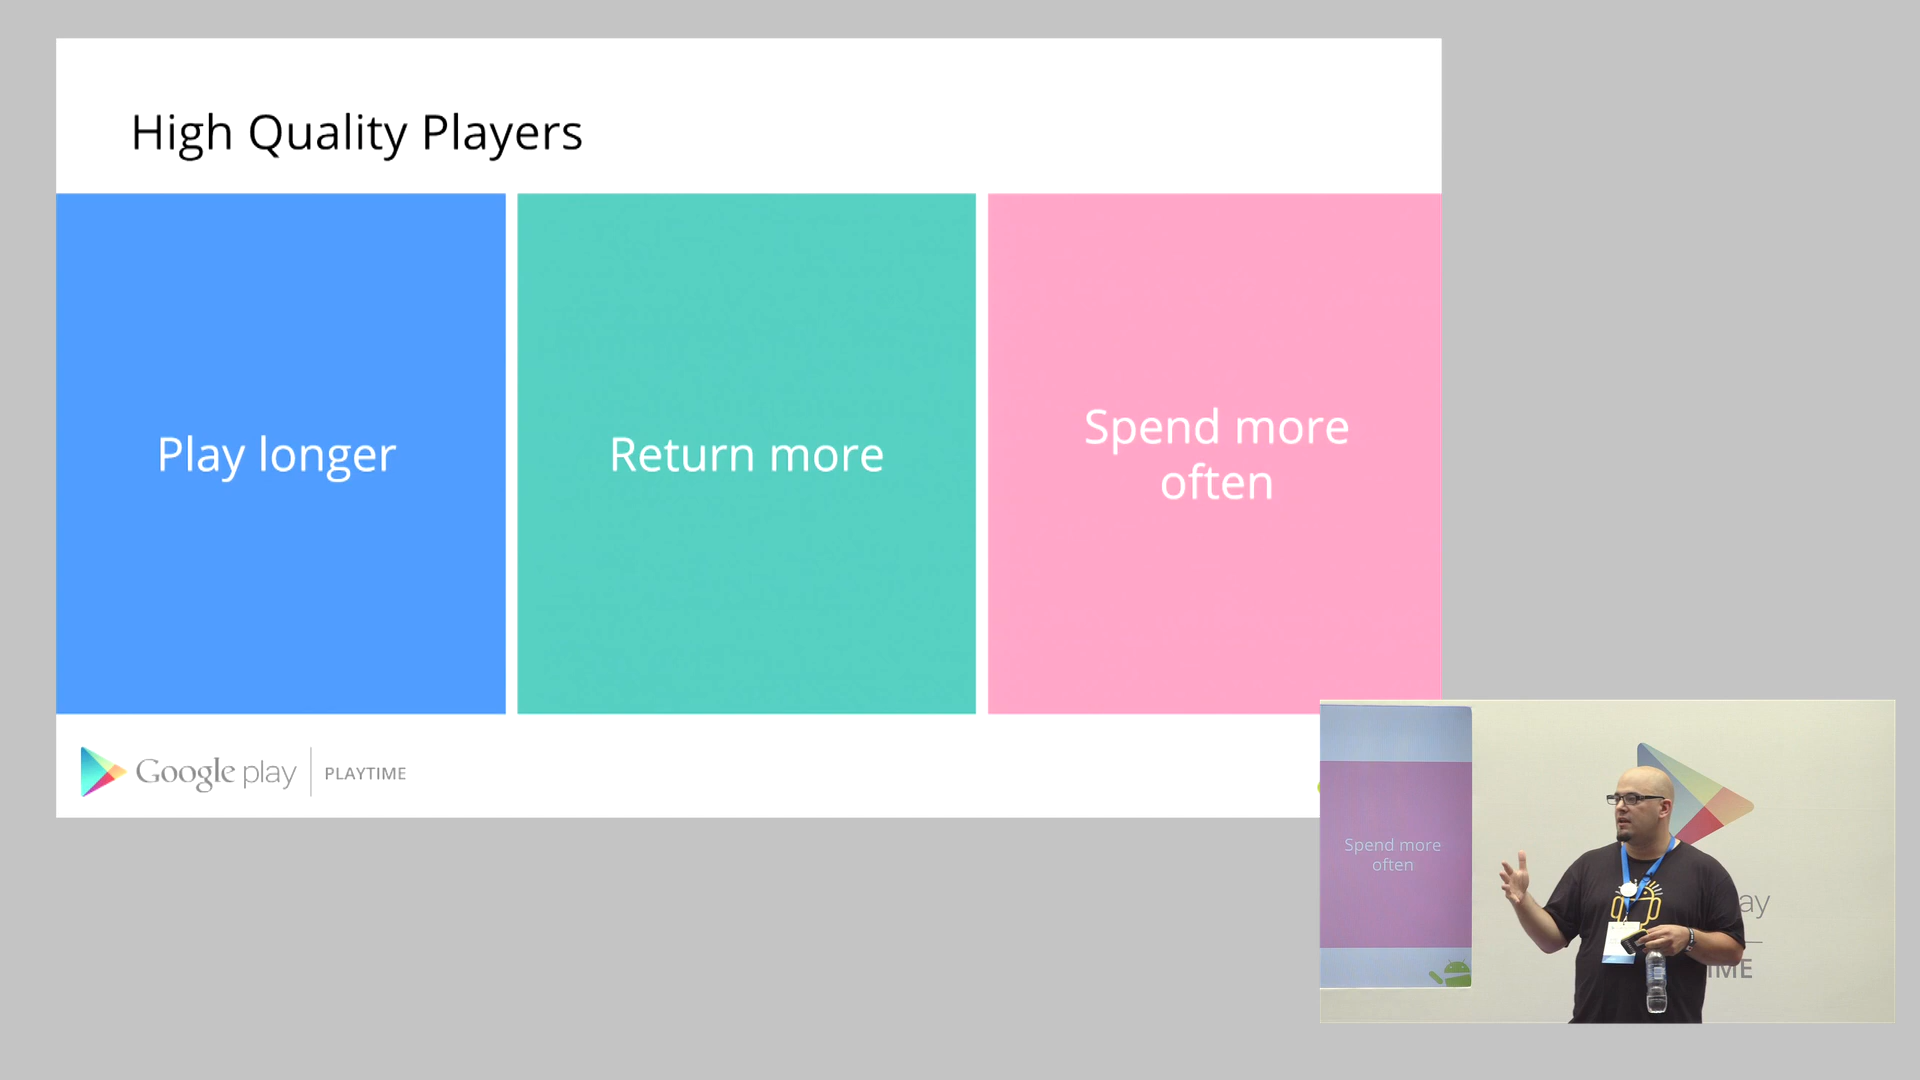 High Quality Players
Play longer
Return more
Spend more
often
Google play
PLAYTIME
Spend more
often